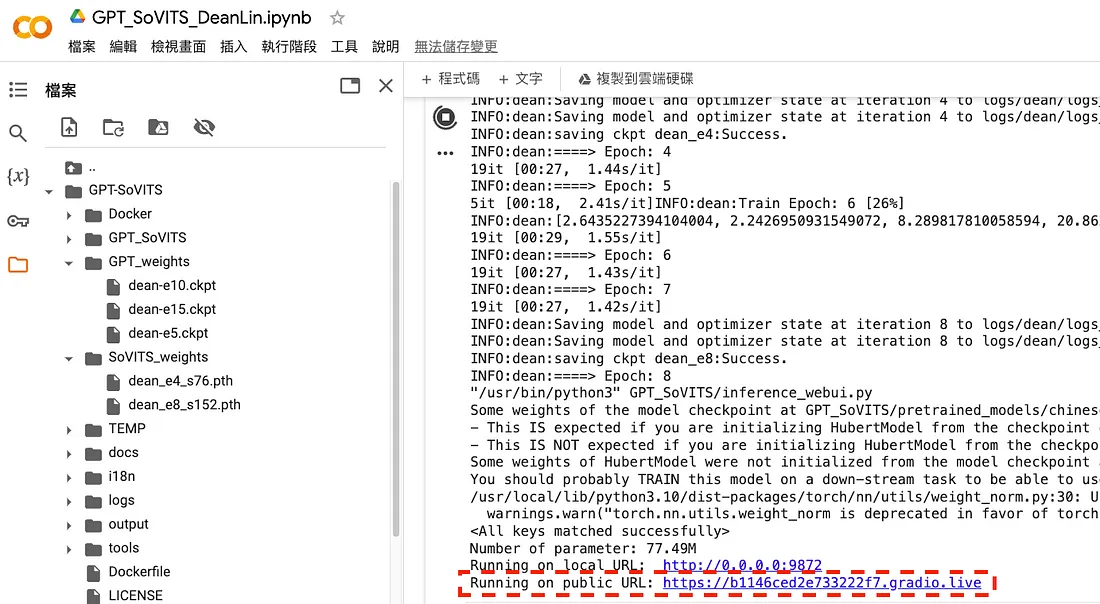 GPT_SoVITS_DeanLin.ipynb
檔案 編輯 檢視畫面 插入 執行階段 工具 說明 無法儲存變更
檔案
+ 程式碼 + 文字 複製到雲端硬碟
{x}
..
GPT-SoVITS
Docker
GPT_SoVITS
GPT_weights
dean-e10.ckpt
dean-e15.ckpt
dean-e5.ckpt
SoVITS_weights
dean_e4_s76.pth
dean_e8_s152.pth
TEMP
docs
i18n
logs
output
tools
Dockerfile
LICENSE
INFO:dean:Saving model and optimizer state at iteration 4 to logs/dean/logs_
INFO:dean:Saving model and optimizer state at iteration 4 to logs/dean/logs_
INFO:dean:saving ckpt dean_e4:Success.
INFO:dean:====> Epoch: 4
19it [00:27, 1.44s/it]
INFO:dean:====> Epoch: 5
5it [00:18, 2.41s/it]INFO:dean:Train Epoch: 6 [26%]
INFO:dean:[2.6435227394104004, 2.2426950931549072, 8.289817810058594, 20.86
19it [00:29, 1.55s/it]
INFO:dean:====> Epoch: 6
19it [00:27, 1.43s/it]
INFO:dean:====> Epoch: 7
19it [00:27, 1.42s/it]
INFO:dean:Saving model and optimizer state at iteration 8 to logs/dean/logs_
INFO:dean:Saving model and optimizer state at iteration 8 to logs/dean/logs_
INFO:dean:saving ckpt dean_e8:Success.
INFO:dean:====> Epoch: 8
"/usr/bin/python3" GPT_SoVITS/inference_webui.py
Some weights of the model checkpoint at GPT_SoVITS/pretrained_models/chines
- This IS expected if you are initializing HubertModel from the checkpoint
- This IS NOT expected if you are initializing HubertModel from the checkpo
Some weights of HubertModel were not initialized from the model checkpoint
You should probably TRAIN this model on a down-stream task to be able to us
/usr/local/lib/python3.10/dist-packages/torch/nn/utils/weight_norm.py:30: U
warnings.warn("torch.nn.utils.weight_norm is deprecated in favor of torch
<All keys matched successfully>
Number of parameter: 77.49M
Running on local URL: http://0.0.0.0:9872
Running on public URL: https://b1146ced2e733222f7.gradio.live